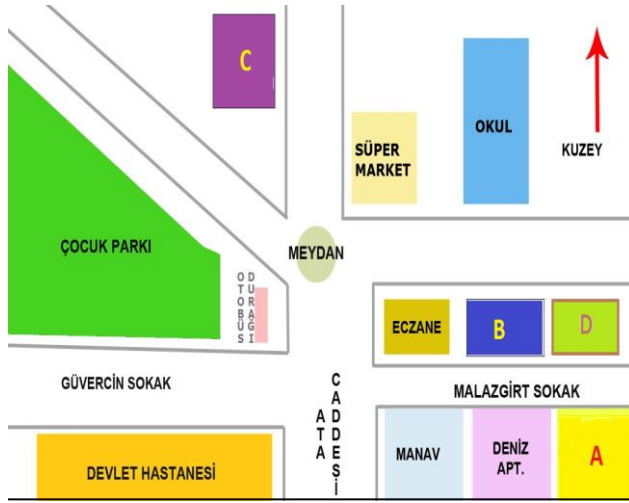 C
OKUL
SÜPER
MARKET
KUZEY
ÇOCUK PARKI
MEYDAN
OTOBÜS
DURAĞI
ECZANE
B
D
GÜVERCİN SOKAK
ATA
CADDESİ
MALAZGİRT SOKAK
DEVLET HASTANESİ
MANAV
DENİZ
APT.
A